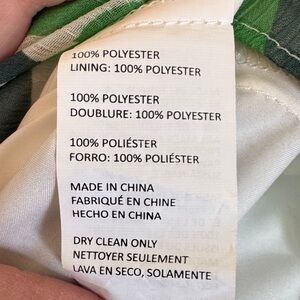 100% POLYESTER
LINING: 100% POLYESTER
100% POLYESTER
DOUBLURE: 100% POLYESTER
100% POLIÉSTER
FORRO: 100% POLIÉSTER
MADE IN CHINA
FABRIQUÉ EN CHINE
HECHO EN CHINA
DRY CLEAN ONLY
NETTOYER SEULEMENT
LAVA EN SECO, SOLAMENTE